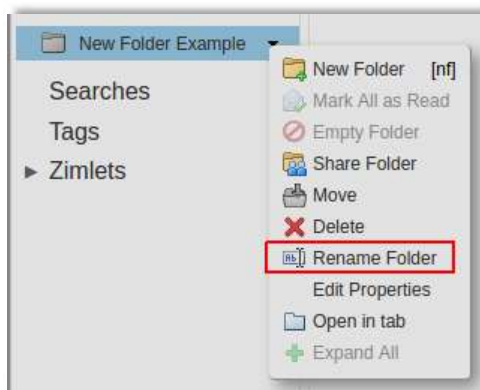 New Folder Example
New Folder [nf]
Mark All as Read
Empty Folder
Share Folder
Move
Delete
Rename Folder
Edit Properties
Open in tab
Expand All
Searches
Tags
Zimlets